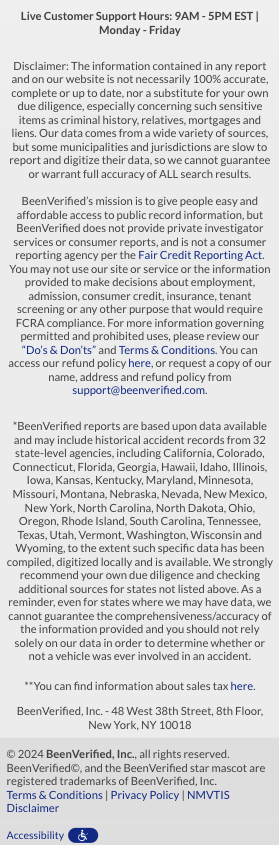 Live Customer Support Hours: 9AM - 5PM EST |
Monday - Friday
Disclaimer: The information contained in any report
and on our website is not necessarily 100% accurate,
complete or up to date, nor a substitute for your own
due diligence, especially concerning such sensitive
items as criminal history, relatives, mortgages and
liens. Our data comes from a wide variety of sources,
but some municipalities and jurisdictions are slow to
report and digitize their data, so we cannot guarantee
or warrant full accuracy of ALL search results.
BeenVerified’s mission is to give people easy and
affordable access to public record information, but
BeenVerified does not provide private investigator
services or consumer reports, and is not a consumer
reporting agency per the Fair Credit Reporting Act.
You may not use our site or service or the information
provided to make decisions about employment,
admission, consumer credit, insurance, tenant
screening or any other purpose that would require
FCRA compliance. For more information governing
permitted and prohibited uses, please review our
“Do’s & Don’ts” and Terms & Conditions. You can
access our refund policy here, or request a copy of our
name, address and refund policy from
support@beenverified.com.
*BeenVerified reports are based upon data available
and may include historical accident records from 32
state-level agencies, including California, Colorado,
Connecticut, Florida, Georgia, Hawaii, Idaho, Illinois,
Iowa, Kansas, Kentucky, Maryland, Minnesota,
Missouri, Montana, Nebraska, Nevada, New Mexico,
New York, North Carolina, North Dakota, Ohio,
Oregon, Rhode Island, South Carolina, Tennessee,
Texas, Utah, Vermont, Washington, Wisconsin and
Wyoming, to the extent such specific data has been
compiled, digitized locally and is available. We strongly
recommend your own due diligence and checking
additional sources for states not listed above. As a
reminder, even for states where we may have data, we
cannot guarantee the comprehensiveness/accuracy of
the information provided and you should not rely
solely on our data in order to determine whether or
not a vehicle was ever involved in an accident.
**You can find information about sales tax here.
BeenVerified, Inc. - 48 West 38th Street, 8th Floor,
New York, NY 10018
© 2024 BeenVerified, Inc., all rights reserved.
BeenVerified©, and the BeenVerified star mascot are
registered trademarks of BeenVerified, Inc.
Terms & Conditions | Privacy Policy | NMVTIS
Disclaimer
Accessibility